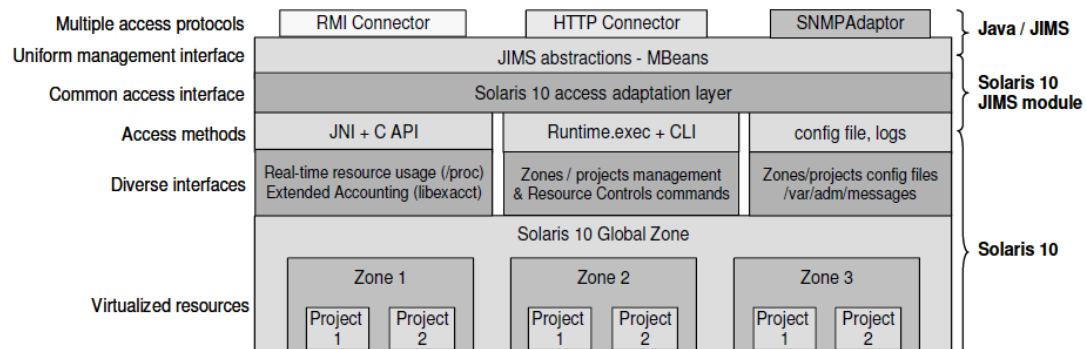 Multiple access protocols
RMI Connector
HTTP Connector
SNMPAdaptor
Java / JIMS
Uniform management interface
JIMS abstractions - MBeans
Common access interface
Solaris 10 access adaptation layer
Solaris 10
JIMS module
Access methods
JNI + C API
Runtime.exec + CLI
config file, logs
Diverse interfaces
Real-time resource usage (/proc)
Extended Accounting (libexacct)
Zones / projects management
& Resource Controls commands
Zones/projects config files
/var/adm/messages
Solaris 10 Global Zone
Solaris 10
Virtualized resources
Zone 1
Project
1
Project
2
Zone 2
Project
1
Project
2
Zone 3
Project
1
Project
2